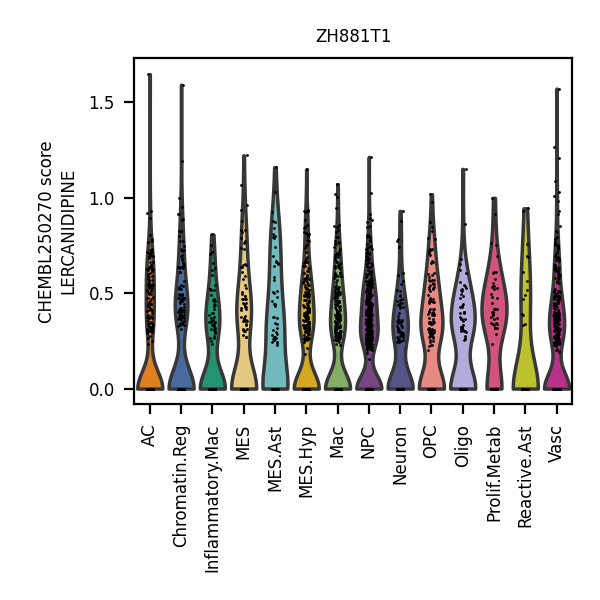 ZH881T1
CHEMBL250270 score
LERCANIDIPINE
1.5
1.0
0.5
0.0
AC
Chromatin.Reg
Inflammatory.Mac
MES
MES.Ast
MES.Hyp
Mac
NPC
Neuron
OPC
Oligo
Prolif.Metab
Reactive.Ast
Vasc